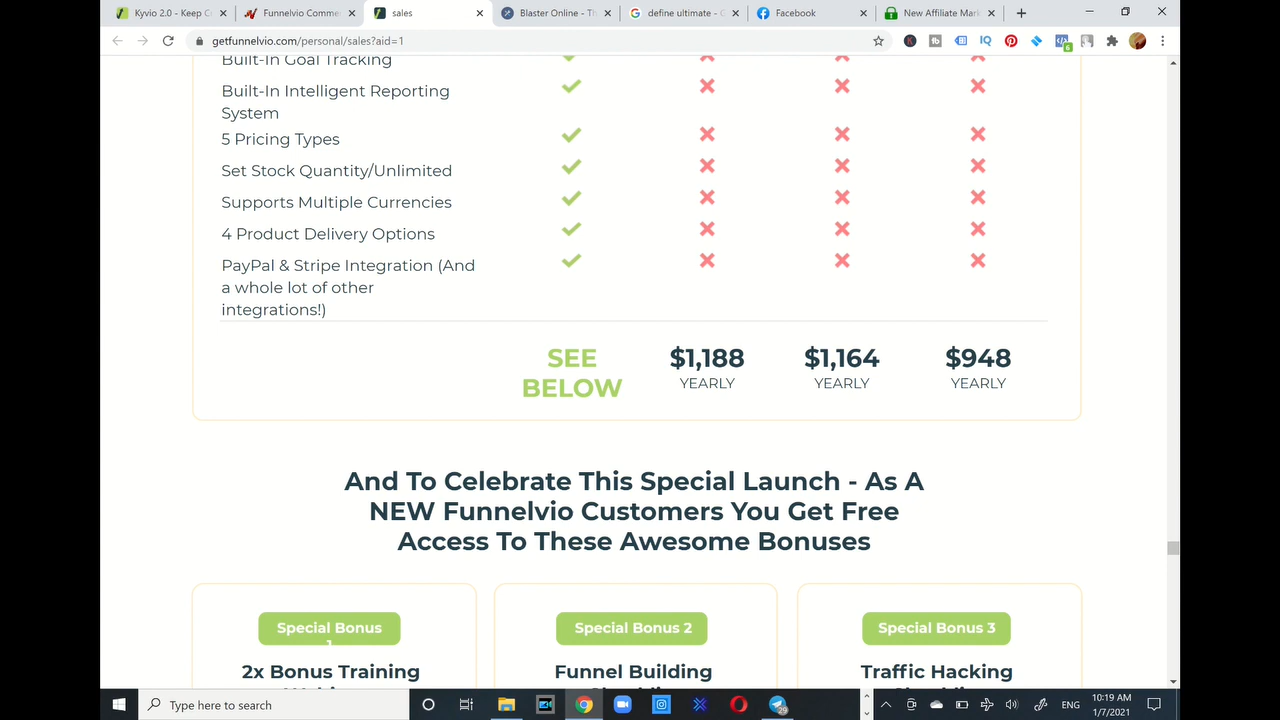 Kyvio 2.0 - Keep C
Funnelvio Comme
sales
Blaster Online - Th
define ultimate - G
Facebook
New Affiliate Mark
getfunnelvio.com/personal/sales?aid=1
6
Built-In Goal Tracking
Built-In Intelligent Reporting
System
5 Pricing Types
Set Stock Quantity/Unlimited
Supports Multiple Currencies
4 Product Delivery Options
PayPal & Stripe Integration (And
a whole lot of other
integrations!)
SEE
BELOW
$1,188
YEARLY
$1,164
YEARLY
$948
YEARLY
And To Celebrate This Special Launch - As A
NEW Funnelvio Customers You Get Free
Access To These Awesome Bonuses
Special Bonus
1
2x Bonus Training
Special Bonus 2
Funnel Building
Special Bonus 3
Traffic Hacking
Type here to search
ENG
10:19 AM
1/7/2021